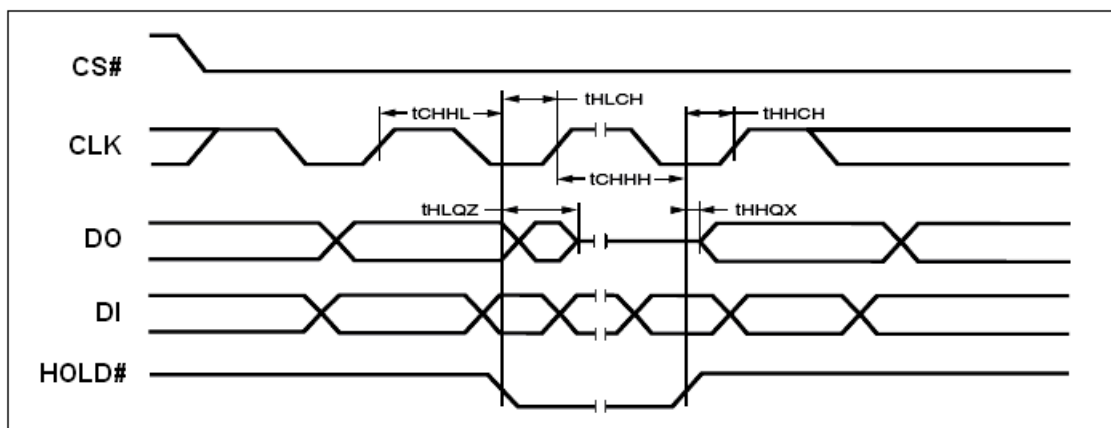 CS#
tHLCH
tCHHL
tHHCH
CLK
tCHHH
tHLQZ
tHHQX
DO
DI
HOLD#